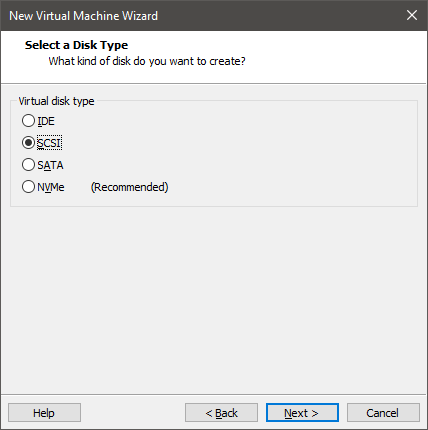 New Virtual Machine Wizard
Select a Disk Type
What kind of disk do you want to create?
Virtual disk type
IDE
SCSI
SATA
NVMe (Recommended)
Help < Back Next > Cancel